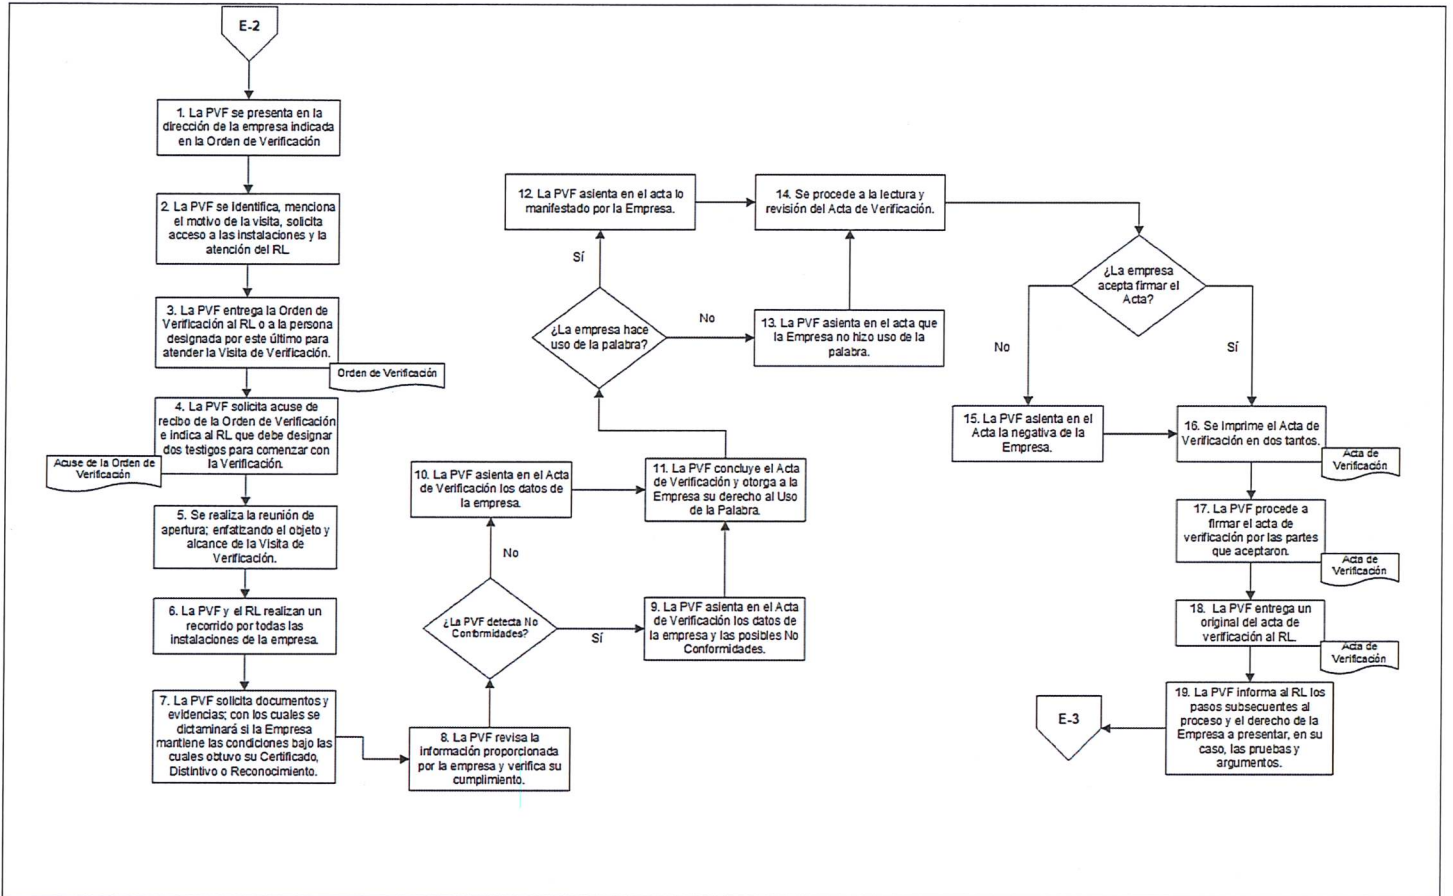 E-2
1. La PVF se presenta en la
dirección de la empresa indicada
en la Orden de Verificación
2. La PVF se identifica, menciona
el motivo de la visita, solicita
acceso a las instalaciones y la
atención del RL.
3. La PVF entrega la Orden de
Verificación al RL o a la persona
designada por este último para
atender la Visita de Verificación.
Orden de Verificación
4. La PVF solicita acuse de
recibo de la Orden de Verificación
e indica al RL que debe designar
dos testigos para comenzar con
la Verificación.
Acuse de la Orden de
Verificación
5. Se realiza la reunión de
apertura; enfatizando el objeto y
alcance de la Visita de
Verificación.
6. La PVF y el RL realizan un
recorrido por todas las
instalaciones de la empresa.
7. La PVF solicita documentos y
evidencias; con los cuales se
dictaminará si la Empresa
mantiene las condiciones bajo las
cuales obtuvo su Certificado,
Distintivo o Reconocimiento.
8. La PVF revisa la
información proporcionada
por la empresa y verifica su
cumplimiento.
¿La PVF detecta No
Conformidades?
No
Sí
9. La PVF asienta en el Acta
de Verificación los datos de
la empresa y las posibles No
Conformidades.
10. La PVF asienta en el Acta
de Verificación los datos de
la empresa.
11. La PVF concluye el Acta
de Verificación y otorga a la
Empresa su derecho al Uso
de la Palabra.
¿La empresa hace
uso de la palabra?
Sí
No
12. La PVF asienta en el acta lo
manifestado por la Empresa.
13. La PVF asienta en el acta que
la Empresa no hizo uso de la
palabra.
14. Se procede a la lectura y
revisión del Acta de Verificación.
¿La empresa
acepta firmar el
Acta?
No
Sí
15. La PVF asienta en el
Acta la negativa de la
Empresa.
16. Se imprime el Acta de
Verificación en dos tantos.
Acta de
Verificación
17. La PVF procede a
firmar el acta de
verificación por las partes
que aceptaron.
Acta de
Verificación
18. La PVF entrega un
original del acta de
verificación al RL.
Acta de
Verificación
19. La PVF informa al RL los
pasos subsecuentes al
proceso y el derecho de la
Empresa a presentar, en su
caso, las pruebas y
argumentos.
E-3